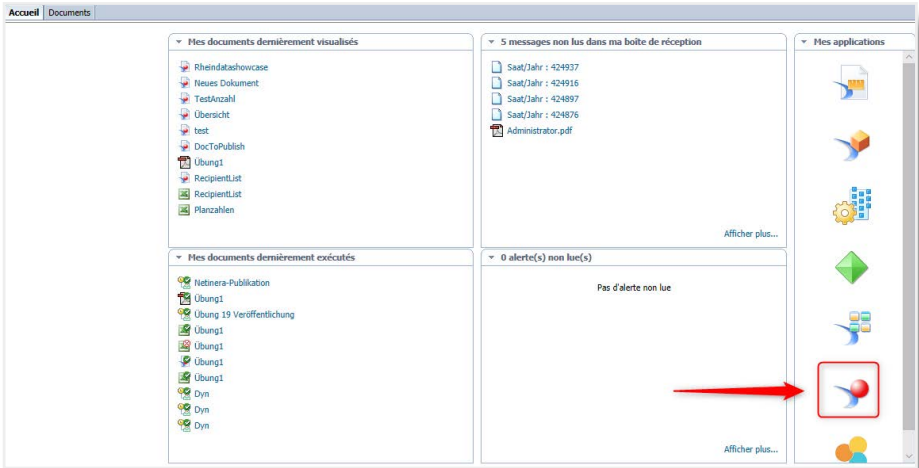 Accueil
Documents
Mes documents dernièrement visualisés
Rheindatashowcase
Neues Dokument
TestAnzahl
Übersicht
test
DocToPublish
Übung1
RecipientList
RecipientList
Planzahlen
5 messages non lus dans ma boîte de réception
Saat/Jahr : 424937
Saat/Jahr : 424916
Saat/Jahr : 424897
Saat/Jahr : 424876
Administrator.pdf
Afficher plus...
Mes applications
Mes documents dernièrement exécutés
Netinera-Publikation
Übung1
Übung 19 Veröffentlichung
Übung1
Übung1
Übung1
Übung1
Dyn
Dyn
Dyn
0 alerte(s) non lue(s)
Pas d'alerte non lue
Afficher plus...